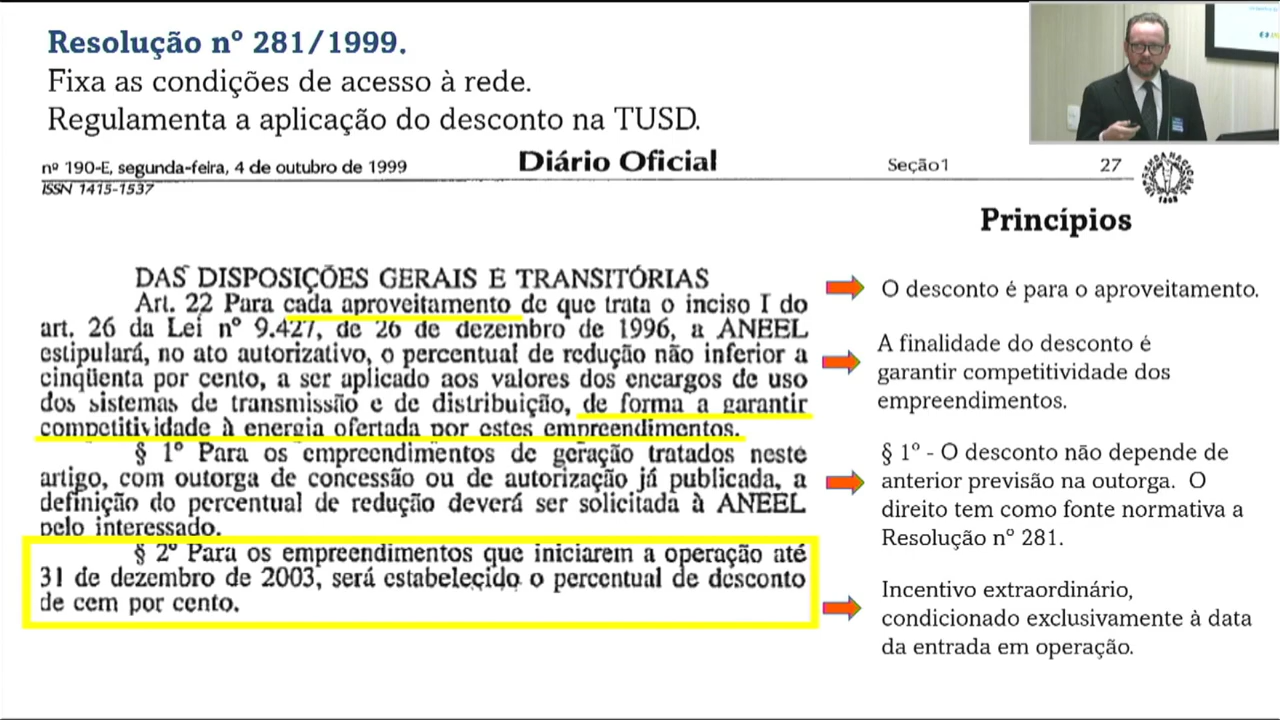 Resolução nº 281/1999.
Fixa as condições de acesso à rede.
Regulamenta a aplicação do desconto na TUSD.
nº 190-E, segunda-feira, 4 de outubro de 1999 Diário Oficial Seção1 27
ISSN 1415-1537
Princípios
DAS DISPOSIÇÕES GERAIS E TRANSITÓRIAS
Art. 22 Para cada aproveitamento de que trata o inciso I do
art. 26 da Lei nº 9.427, de 26 de dezembro de 1996, a ANEEL
estipulará, no ato autorizativo, o percentual de redução não inferior a
cinqüenta por cento, a ser aplicado aos valores dos encargos de uso
dos sistemas de transmissão e de distribuição, de forma a garantir
competitividade à energia ofertada por estes empreendimentos.
§ 1º Para os empreendimentos de geração tratados neste
artigo, com outorga de concessão ou de autorização já publicada, a
definição do percentual de redução deverá ser solicitada à ANEEL
pelo interessado.
§ 2º Para os empreendimentos que iniciarem a operação até
31 de dezembro de 2003, será estabelecido o percentual de desconto
de cem por cento.
O desconto é para o aproveitamento.
A finalidade do desconto é
garantir competitividade dos
empreendimentos.
§ 1º - O desconto não depende de
anterior previsão na outorga. O
direito tem como fonte normativa a
Resolução nº 281.
Incentivo extraordinário,
condicionado exclusivamente à data
da entrada em operação.